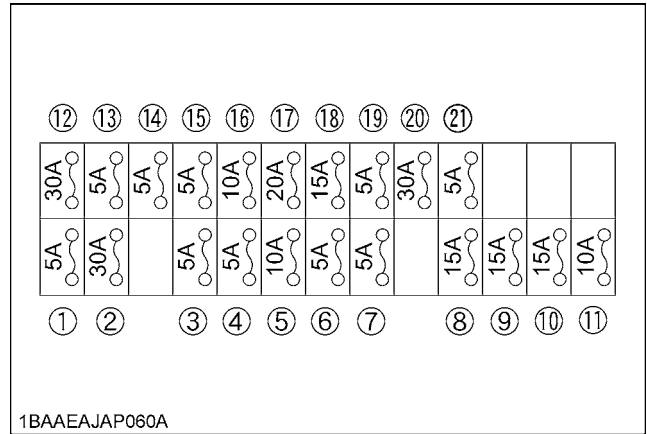 ⑫ ⑬ ⑭ ⑮ ⑯ ⑰ ⑱ ⑲ ⑳ ㉑
30A 5A 5A 5A 10A 20A 15A 5A 30A 5A
5A 30A 5A 5A 10A 5A 5A 15A 15A 15A 10A
① ② ③ ④ ⑤ ⑥ ⑦ ⑧ ⑨ ⑩ ⑪
1BAAEAJAP060A